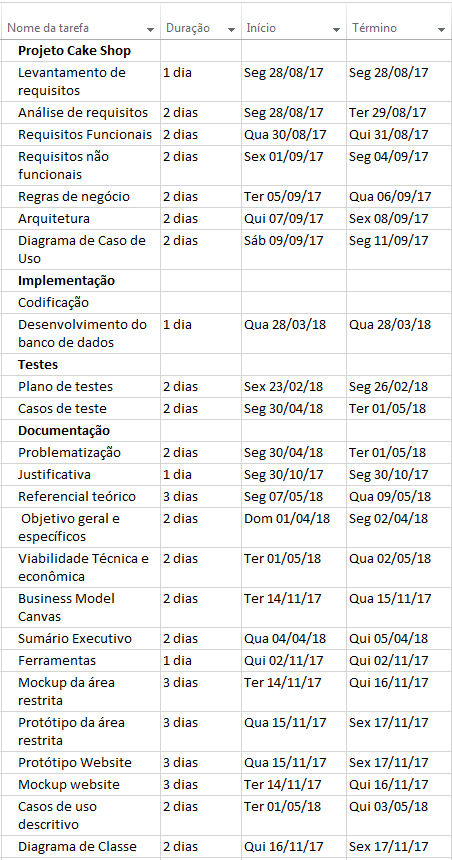 Nome da tarefa Duração Início Término
Projeto Cake Shop
Levantamento de 1 dia Seg 28/08/17 Seg 28/08/17
requisitos
Análise de requisitos 2 dias Seg 28/08/17 Ter 29/08/17
Requisitos Funcionais 2 dias Qua 30/08/17 Qui 31/08/17
Requisitos não 2 dias Sex 01/09/17 Seg 04/09/17
funcionais
Regras de negócio 2 dias Ter 05/09/17 Qua 06/09/17
Arquitetura 2 dias Qui 07/09/17 Sex 08/09/17
Diagrama de Caso de 2 dias Sáb 09/09/17 Seg 11/09/17
Uso
Implementação
Codificação
Desenvolvimento do 1 dia Qua 28/03/18 Qua 28/03/18
banco de dados
Testes
Plano de testes 2 dias Sex 23/02/18 Seg 26/02/18
Casos de teste 2 dias Seg 30/04/18 Ter 01/05/18
Documentação
Problematização 2 dias Seg 30/04/18 Ter 01/05/18
Justificativa 1 dia Seg 30/10/17 Seg 30/10/17
Referencial teórico 3 dias Seg 07/05/18 Qua 09/05/18
Objetivo geral e 2 dias Dom 01/04/18 Seg 02/04/18
específicos
Viabilidade Técnica e 2 dias Ter 01/05/18 Qua 02/05/18
econômica
Business Model 2 dias Ter 14/11/17 Qua 15/11/17
Canvas
Sumário Executivo 2 dias Qua 04/04/18 Qui 05/04/18
Ferramentas 1 dia Qui 02/11/17 Qui 02/11/17
Mockup da área 3 dias Ter 14/11/17 Qui 16/11/17
restrita
Protótipo da área 3 dias Qua 15/11/17 Sex 17/11/17
restrita
Protótipo Website 3 dias Qua 15/11/17 Sex 17/11/17
Mockup website 3 dias Ter 14/11/17 Qui 16/11/17
Casos de uso 2 dias Ter 01/05/18 Qui 03/05/18
descritivo
Diagrama de Classe 2 dias Qui 16/11/17 Sex 17/11/17